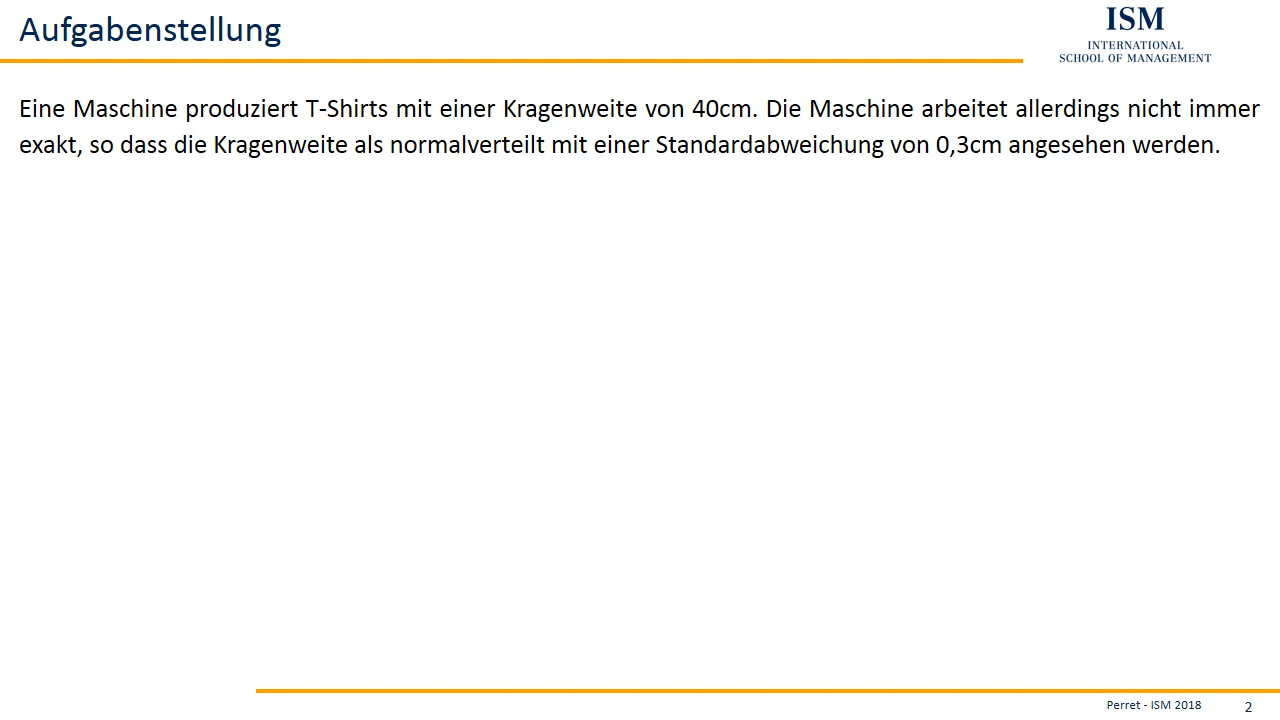 Aufgabenstellung
ISM
INTERNATIONAL
SCHOOL OF MANAGEMENT
Eine Maschine produziert T-Shirts mit einer Kragenweite von 40cm. Die Maschine arbeitet allerdings nicht immer
exakt, so dass die Kragenweite als normalverteilt mit einer Standardabweichung von 0,3cm angesehen werden.
Perret - ISM 2018
2